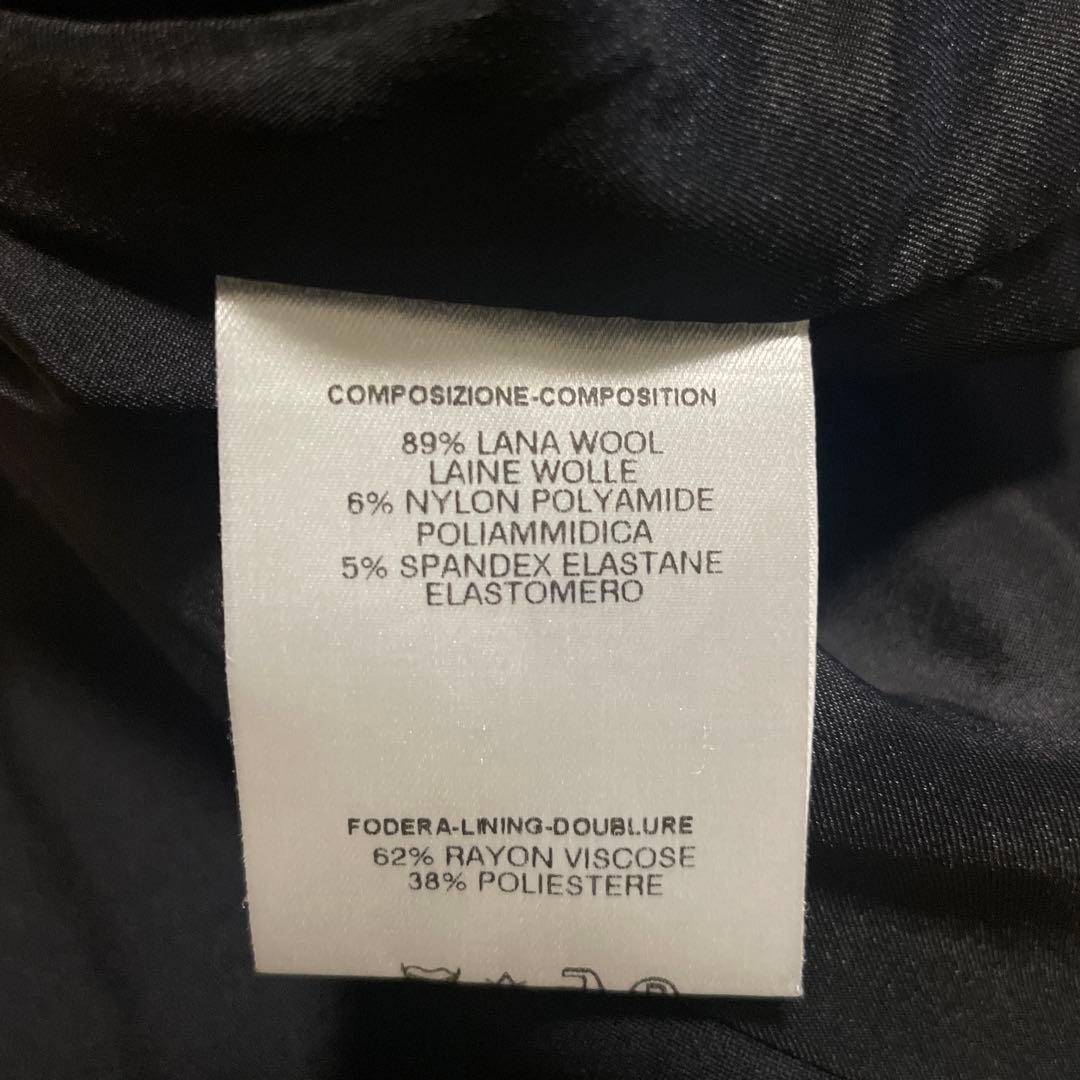 COMPOSIZIONE-COMPOSITION
89% LANA WOOL
LAINE WOLLE
6% NYLON POLYAMIDE
POLIAMMIDICA
5% SPANDEX ELASTANE
ELASTOMERO
FODERA-LINING-DOUBLURE
62% RAYON VISCOSE
38% POLIESTERE